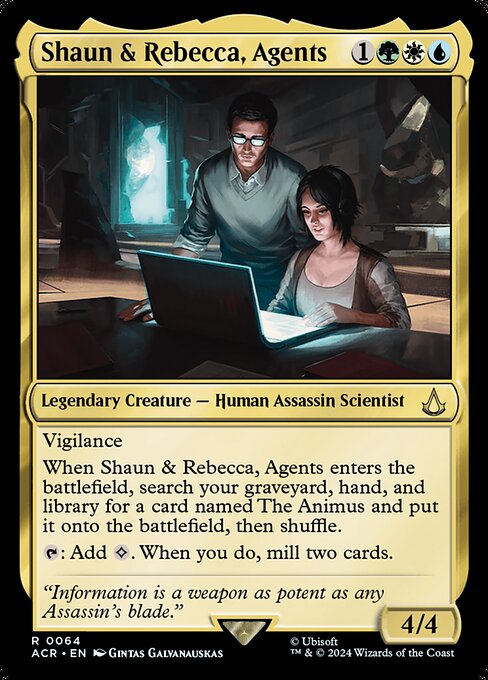 Shaun & Rebecca, Agents 1
Legendary Creature — Human Assassin Scientist
Vigilance
When Shaun & Rebecca, Agents enters the
battlefield, search your graveyard, hand, and
library for a card named The Animus and put
it onto the battlefield, then shuffle.
: Add . When you do, mill two cards.
“Information is a weapon as potent as any
Assassin’s blade.”
4/4
R 0064
ACR • EN Gintas Galvanauskas
© Ubisoft
™ & © 2024 Wizards of the Coast